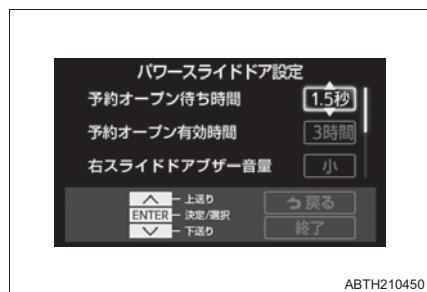 パワースライドドア設定
予約オープン待ち時間 1.5秒
予約オープン有効時間 3時間
右スライドドアブザー音量 小
上送り 戻る
ENTER 決定/選択
下送り 終了
ABTH210450